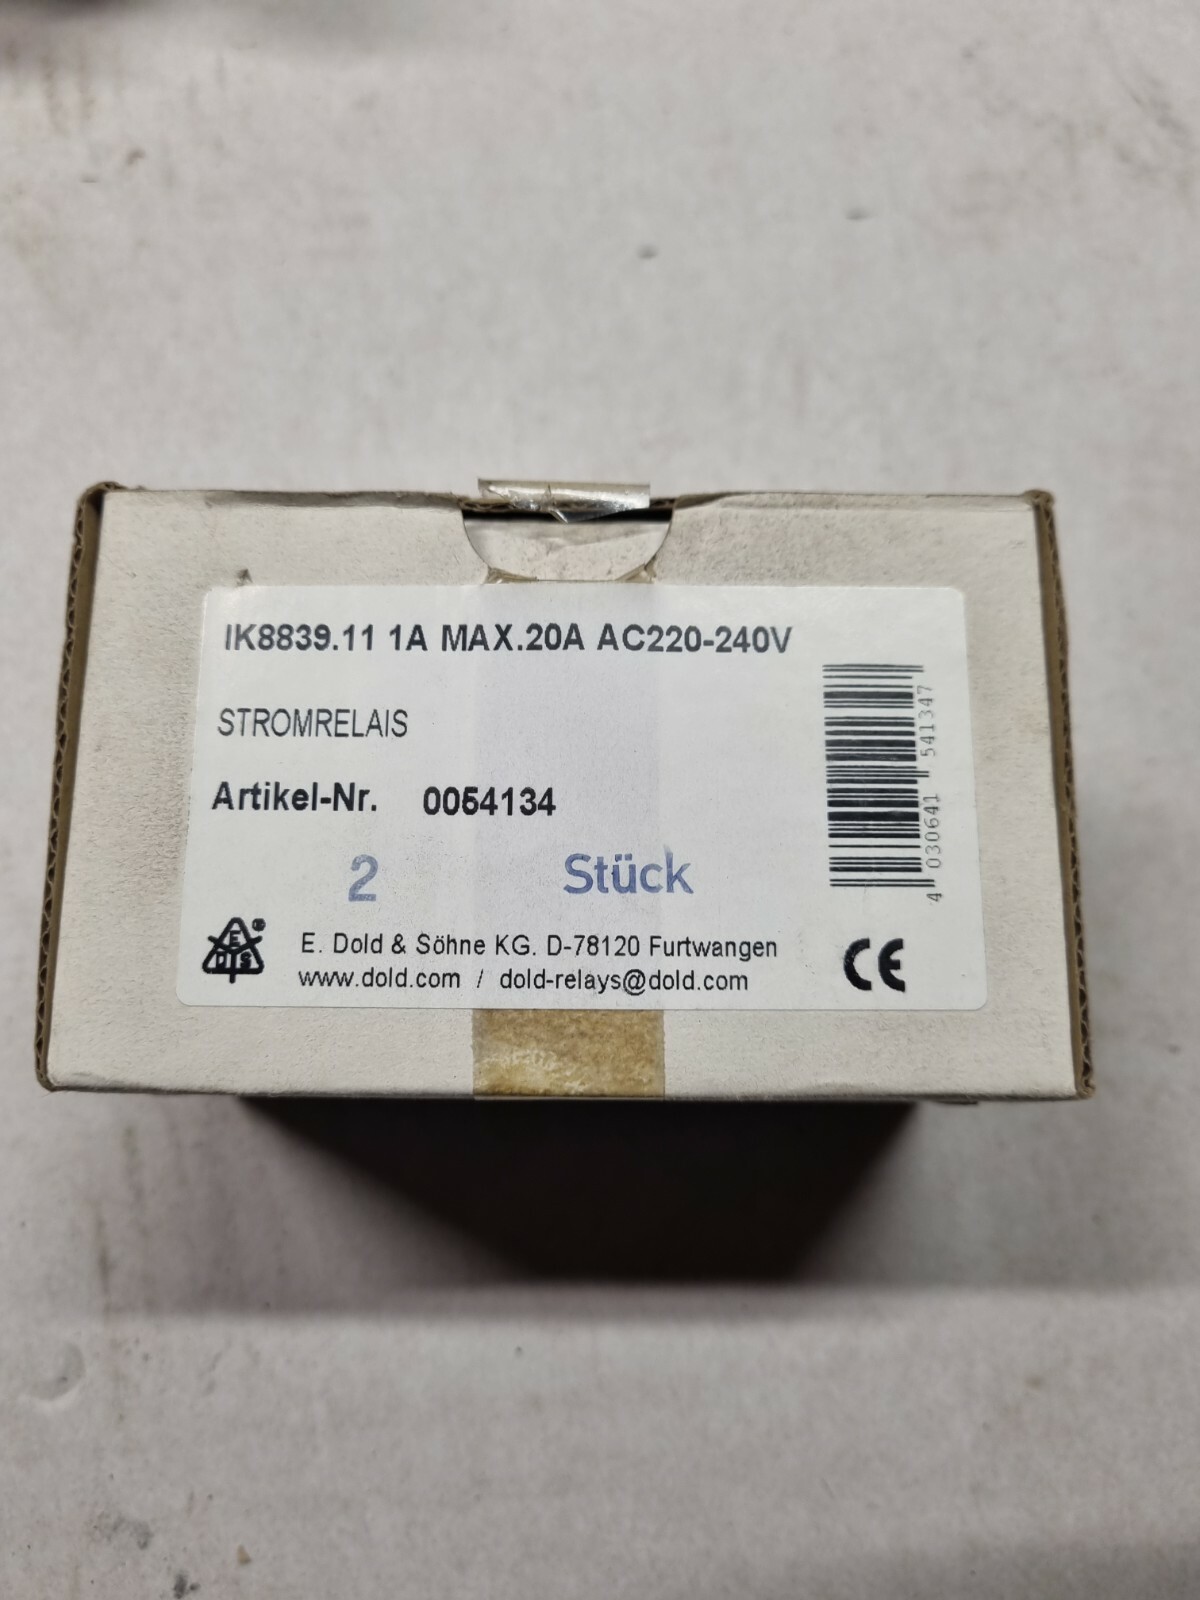 IK8839.11 1A MAX.20A AC220-240V
STROMRELAIS
Artikel-Nr. 0054134
2 Stück
E. Dold & Söhne KG. D-78120 Furtwangen
www.dold.com / dold-relays@dold.com
CE
4 030641 541347
E
D S ®